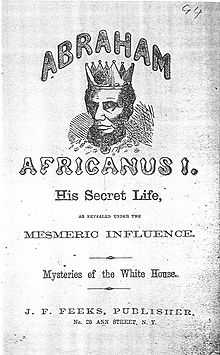 ABRAHAM
AFRICANUS I.
His Secret Life,
AS REVEALED UNDER THE
MESMERIC INFLUENCE.
Mysteries of the White House.
J. F. FEEKS, PUBLISHER,
No. 26 ANN STREET, N. Y.